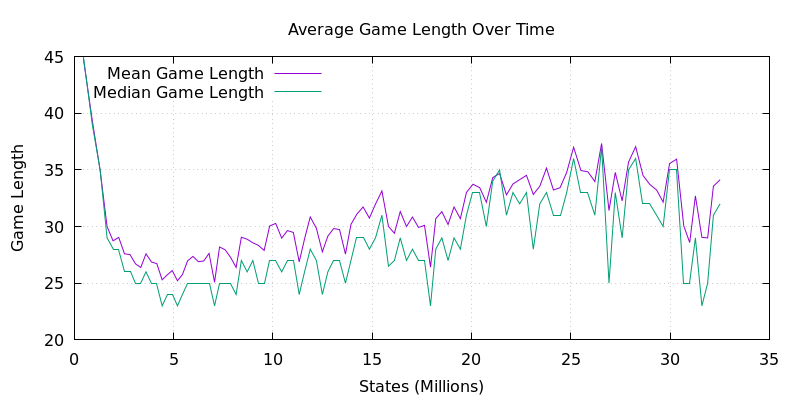 Average Game Length Over Time
45
Mean Game Length
Median Game Length
40
35
30
25
20
Game Length
0 5 10 15 20 25 30 35
States (Millions)